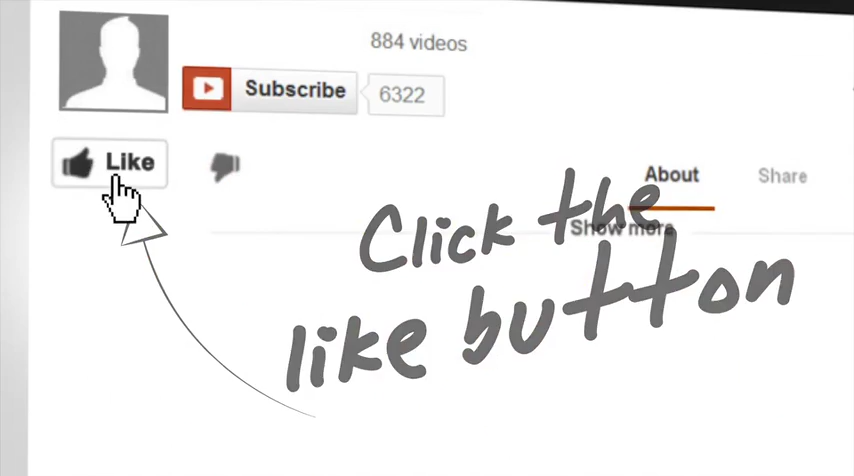 884 videos
Subscribe 6322
Like
About Share
Show more
Click the
like button